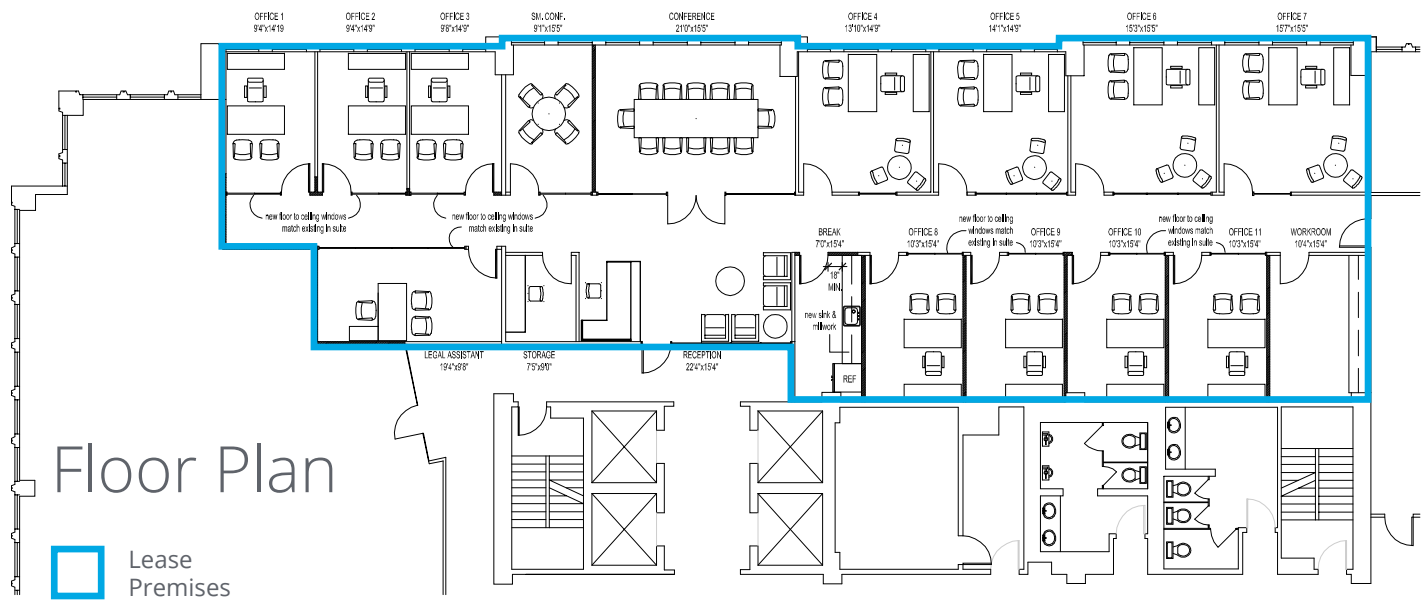 OFFICE 1
9'4"x14'19
OFFICE 2
9'4"x14'9"
OFFICE 3
9'8"x14'9"
SM. CONF.
9'1"x15'5"
CONFERENCE
21'0"x15'5"
OFFICE 4
13'10"x14'9"
OFFICE 5
14'1"x14'9"
OFFICE 6
15'3"x15'5"
OFFICE 7
15'7"x15'5"
new floor to ceiling windows
match existing in suite
new floor to ceiling windows
match existing in suite
BREAK
7'0"x15'4"
OFFICE 8
10'3"x15'4"
new floor to ceiling
windows match
existing in suite
OFFICE 9
10'3"x15'4"
OFFICE 10
10'3"x15'4"
new floor to ceiling
windows match
existing in suite
OFFICE 11
10'3"x15'4"
WORKROOM
10'4"x15'4"
18"
MIN.
new sink &
millwork
REF
LEGAL ASSISTANT
19'4"x9'8"
STORAGE
7'5"x9'0"
RECEPTION
22'4"x15'4"
Floor Plan
Lease
Premises